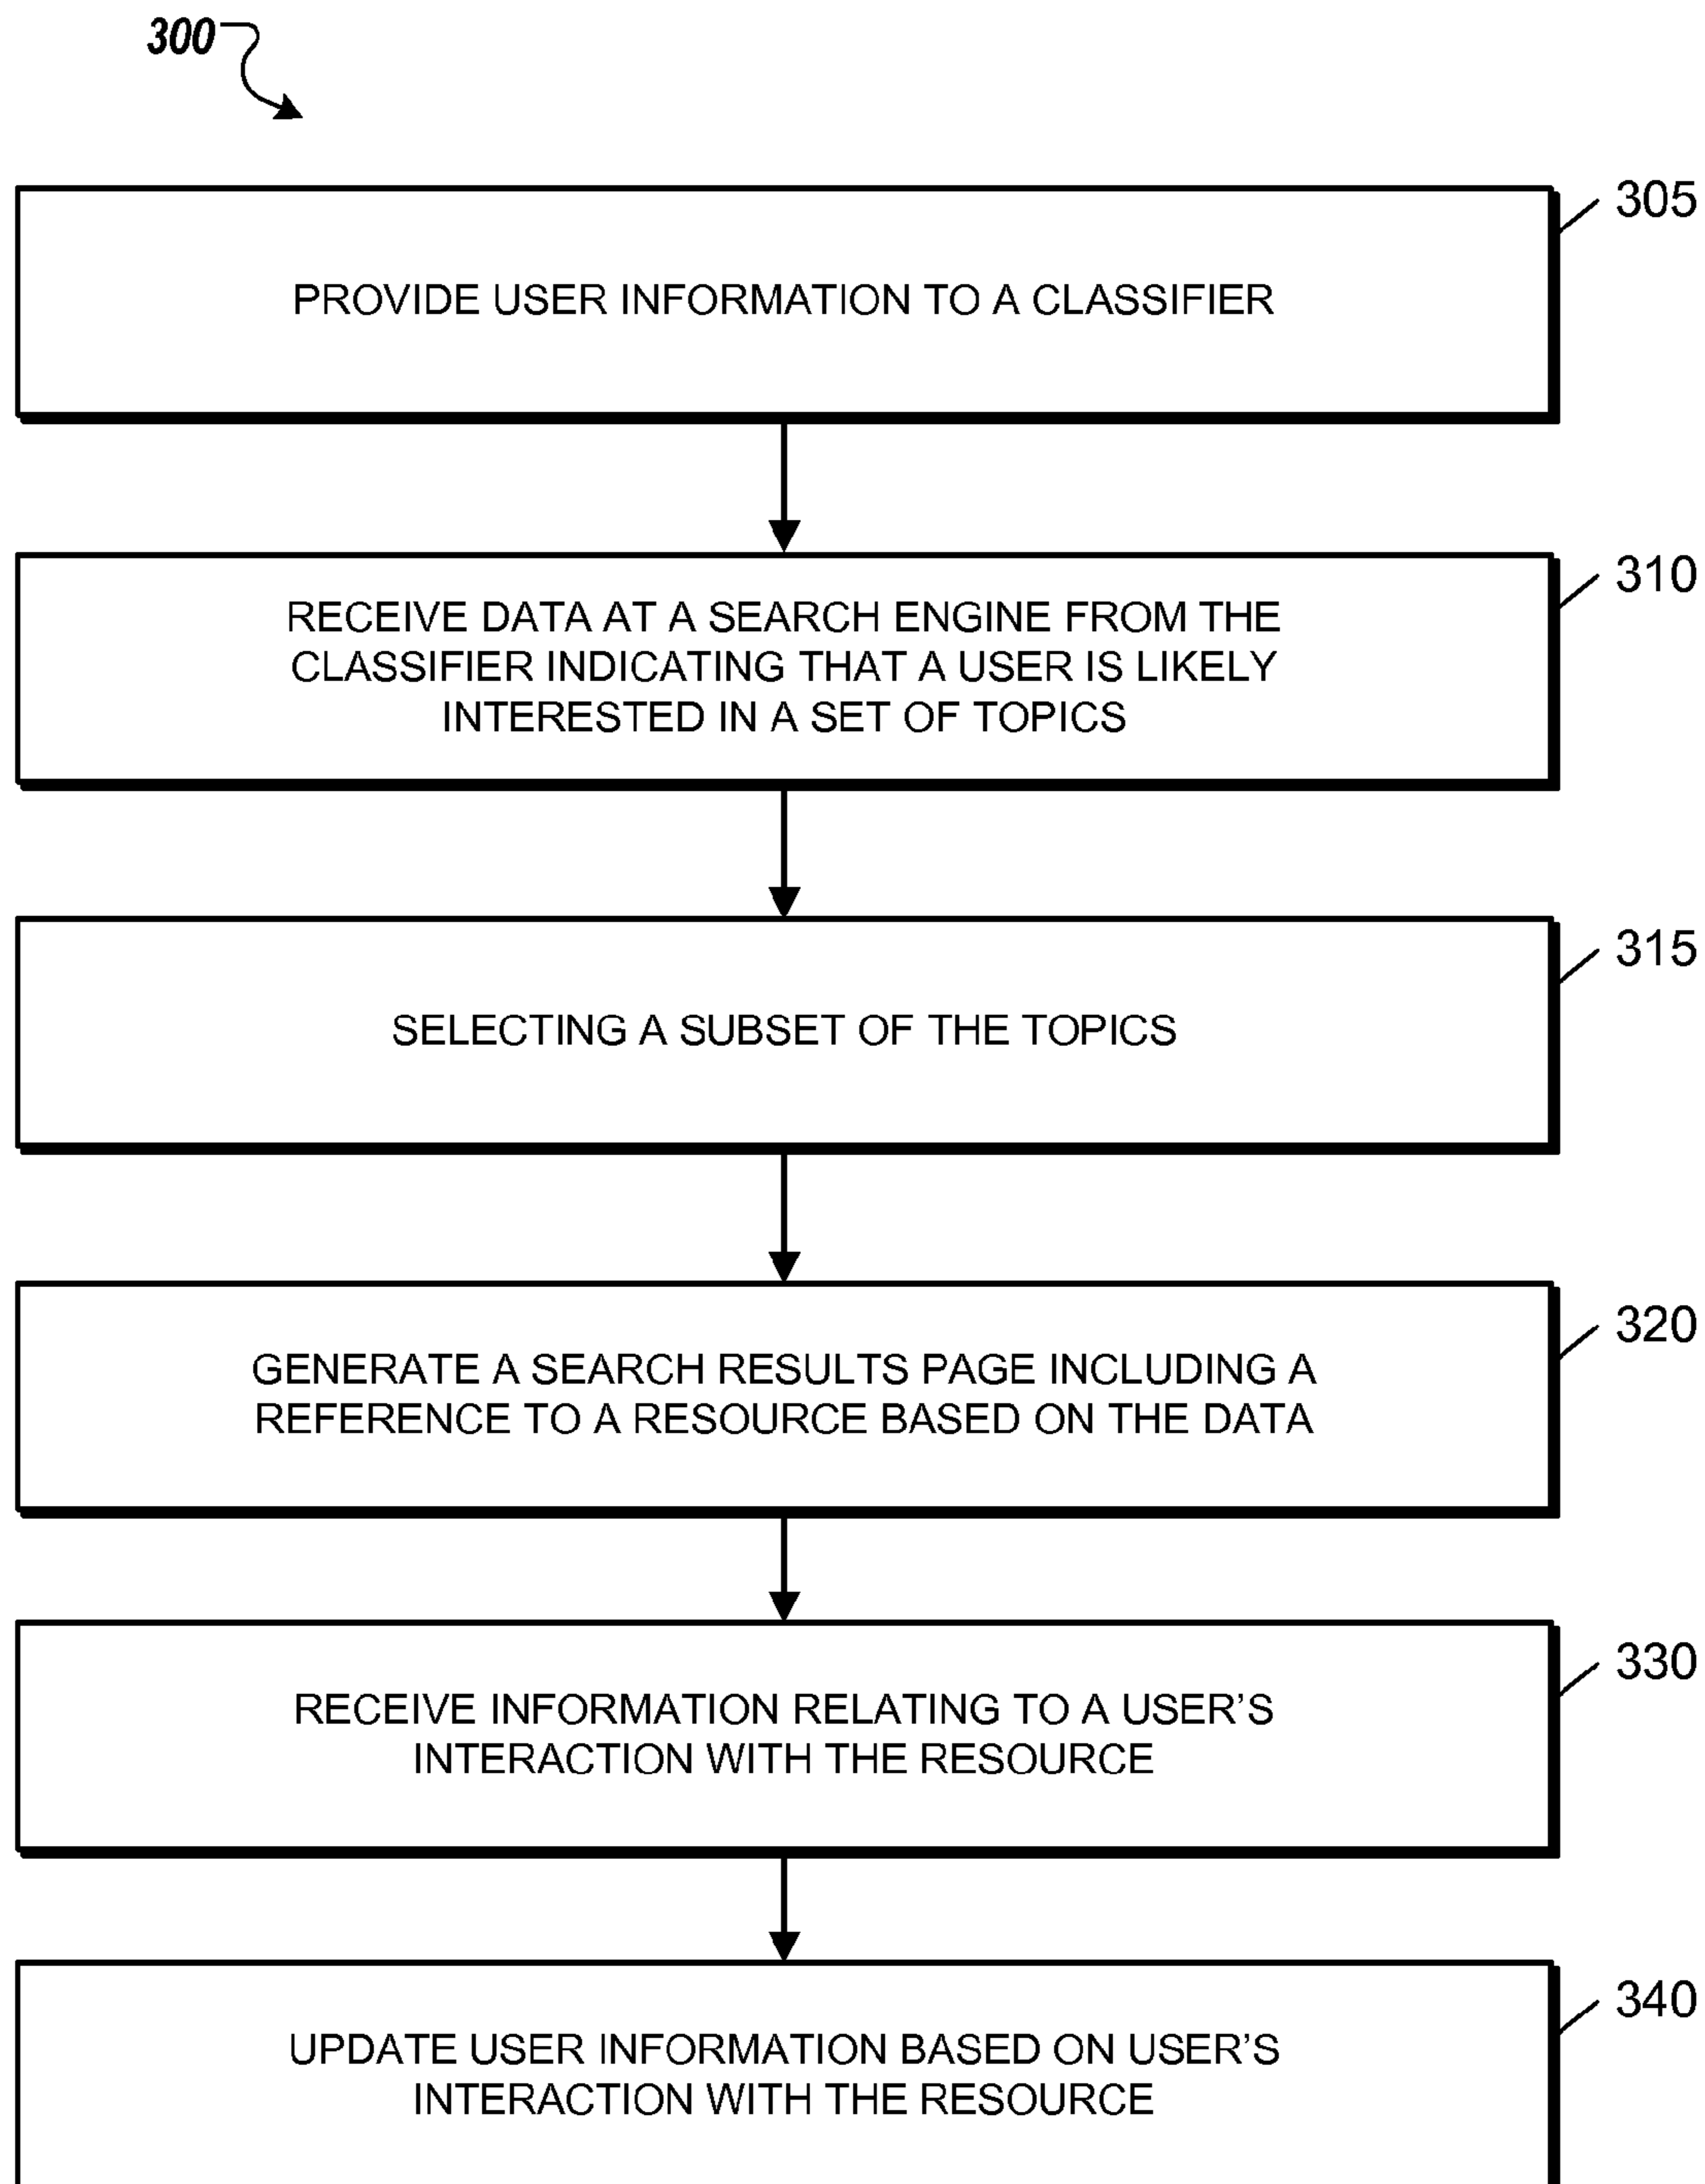 300
305
PROVIDE USER INFORMATION TO A CLASSIFIER
310
RECEIVE DATA AT A SEARCH ENGINE FROM THE
CLASSIFIER INDICATING THAT A USER IS LIKELY
INTERESTED IN A SET OF TOPICS
315
SELECTING A SUBSET OF THE TOPICS
320
GENERATE A SEARCH RESULTS PAGE INCLUDING A
REFERENCE TO A RESOURCE BASED ON THE DATA
330
RECEIVE INFORMATION RELATING TO A USER'S
INTERACTION WITH THE RESOURCE
340
UPDATE USER INFORMATION BASED ON USER'S
INTERACTION WITH THE RESOURCE